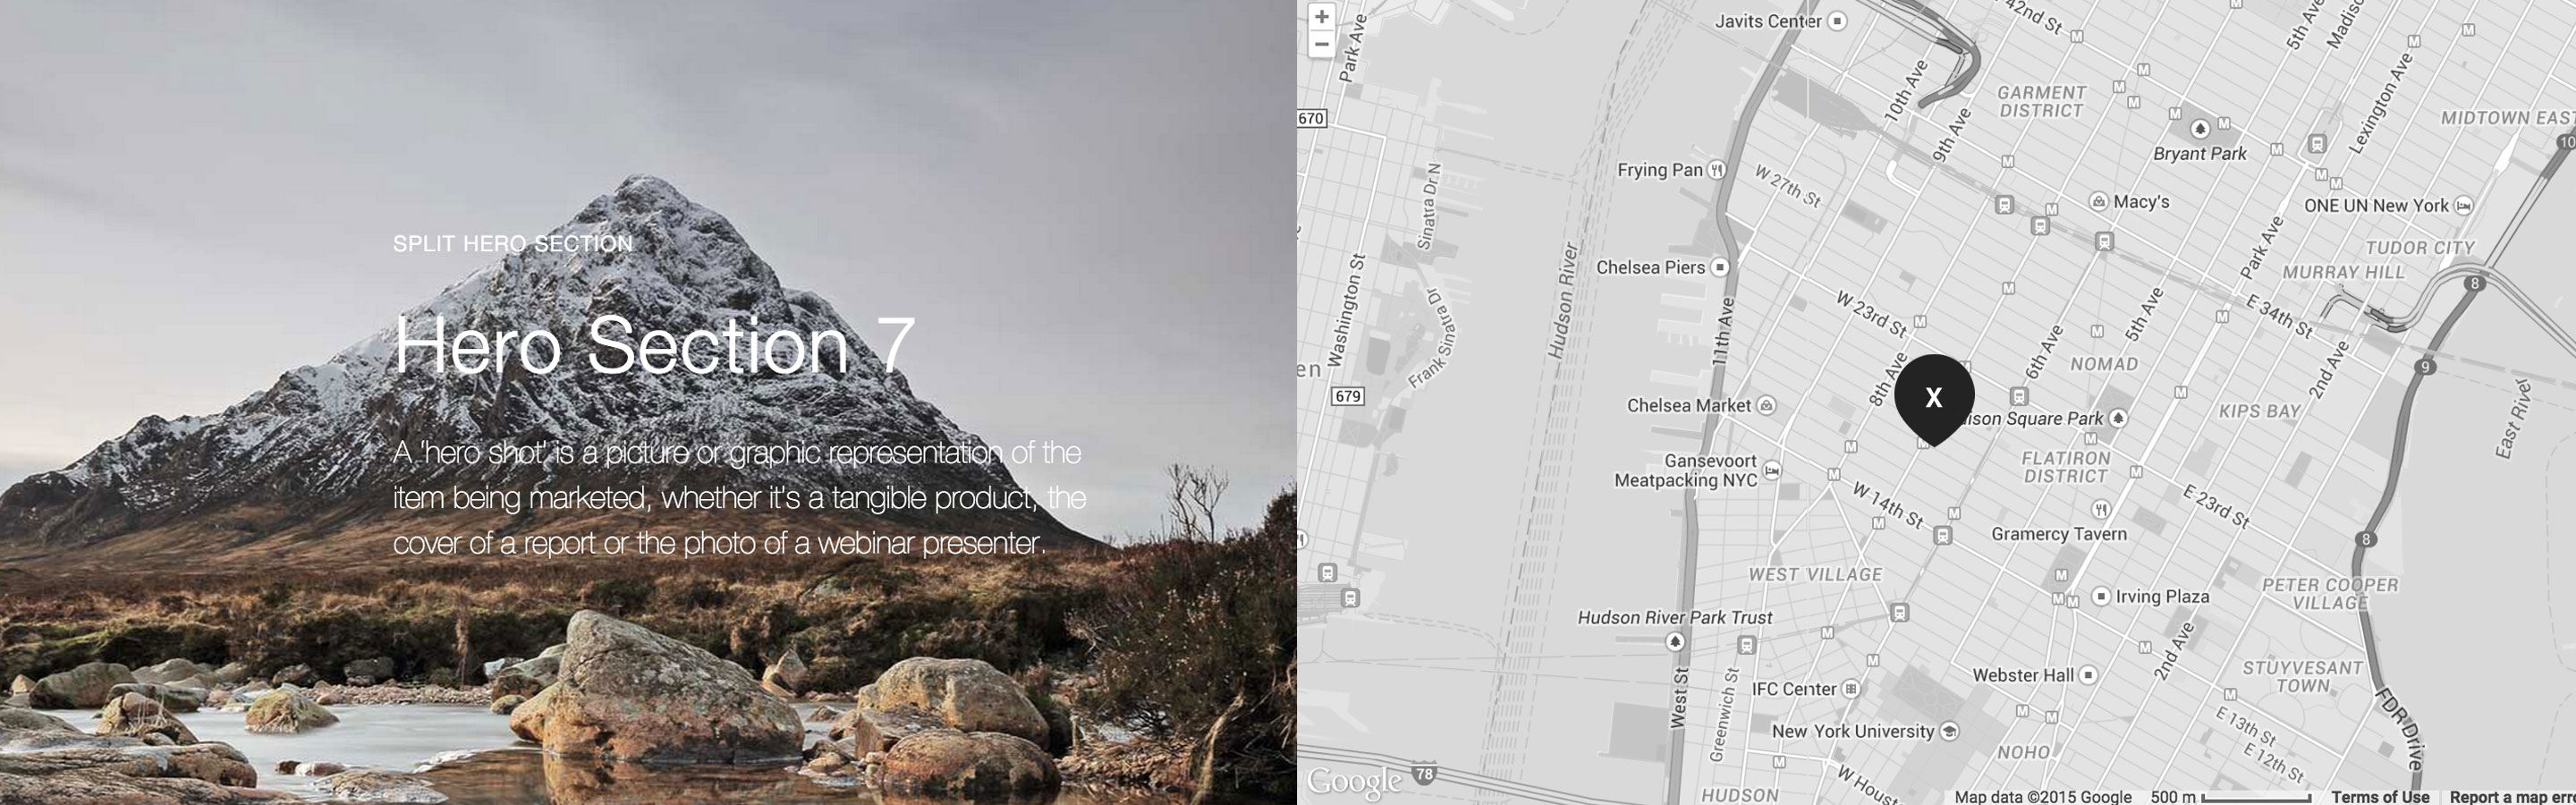 SPLIT HERO SECTION
Hero Section 7
A 'hero shot' is a picture or graphic representation of the
item being marketed, whether it's a tangible product, the
cover of a report or the photo of a webinar presenter.
+
−
Javits Center
Park Ave
42nd St
5th Ave
10th Ave
9th Ave
GARMENT
DISTRICT
Lexington Ave
MIDTOWN EAST
670
10
Bryant Park
Frying Pan
W 27th St
Macy's
ONE UN New York
Sinatra Dr N
Park Ave
TUDOR CITY
MURRAY HILL
Chelsea Piers
Hudson River
Washington St
Frank Sinatra Dr
11th Ave
W 23rd St
8
5th Ave
E 34th St
6th Ave
NOMAD
2nd Ave
9
en
679
8th Ave
X
Chelsea Market
ison Square Park
KIPS BAY
East River
Gansevoort
Meatpacking NYC
FLATIRON
DISTRICT
W 14th St
E 23rd St
Gramercy Tavern
8
WEST VILLAGE
PETER COOPER
VILLAGE
Irving Plaza
Hudson River Park Trust
2nd Ave
STUYVESANT
TOWN
Webster Hall
IFC Center
West St
Greenwich St
New York University
FDR Drive
E 13th St
E 12th St
NOHO
Google
78
W Houst
HUDSON
Map data ©2015 Google 500 m Terms of Use Report a map err